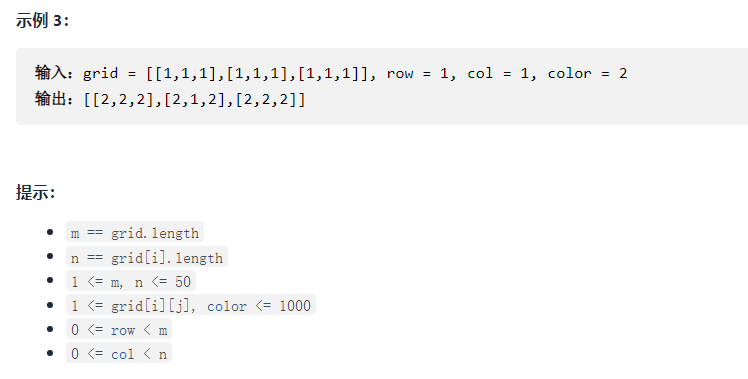 示例 3：
输入：grid = [[1,1,1],[1,1,1],[1,1,1]], row = 1, col = 1, color = 2
输出：[[2,2,2],[2,1,2],[2,2,2]]
提示：
m == grid.length
n == grid[i].length
1 <= m, n <= 50
1 <= grid[i][j], color <= 1000
0 <= row < m
0 <= col < n